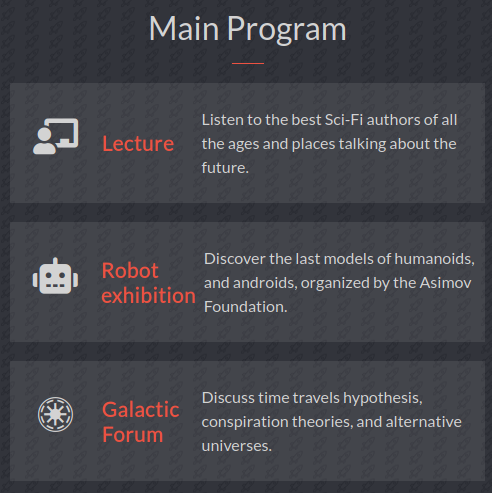 Main Program
Lecture
Listen to the best Sci-Fi authors of all
the ages and places talking about the
future.
Robot
exhibition
Discover the last models of humanoids,
and androids, organized by the Asimov
Foundation.
Galactic
Forum
Discuss time travels hypothesis,
conspiration theories, and alternative
universes.